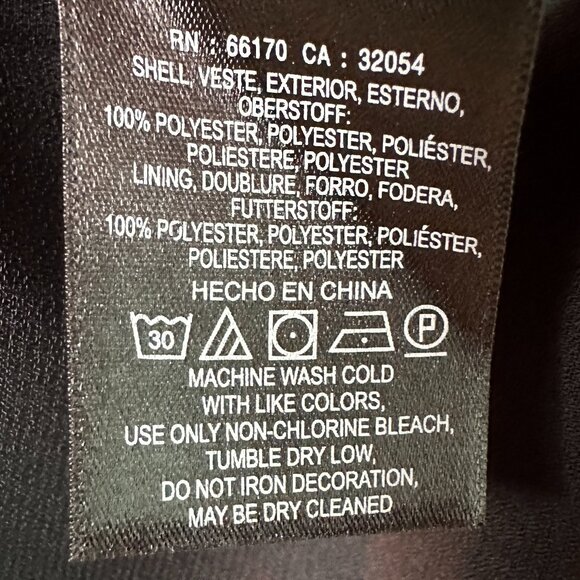 RN : 66170 CA : 32054
SHELL, VESTE, EXTERIOR, ESTERNO,
OBERSTOFF:
100% POLYESTER, POLYESTER, POLIÉSTER,
POLIESTERE, POLYESTER
LINING, DOUBLURE, FORRO, FODERA,
FUTTERSTOFF:
100% POLYESTER, POLYESTER, POLIÉSTER,
POLIESTERE, POLYESTER
HECHO EN CHINA
30 P
MACHINE WASH COLD
WITH LIKE COLORS,
USE ONLY NON-CHLORINE BLEACH,
TUMBLE DRY LOW,
DO NOT IRON DECORATION,
MAY BE DRY CLEANED